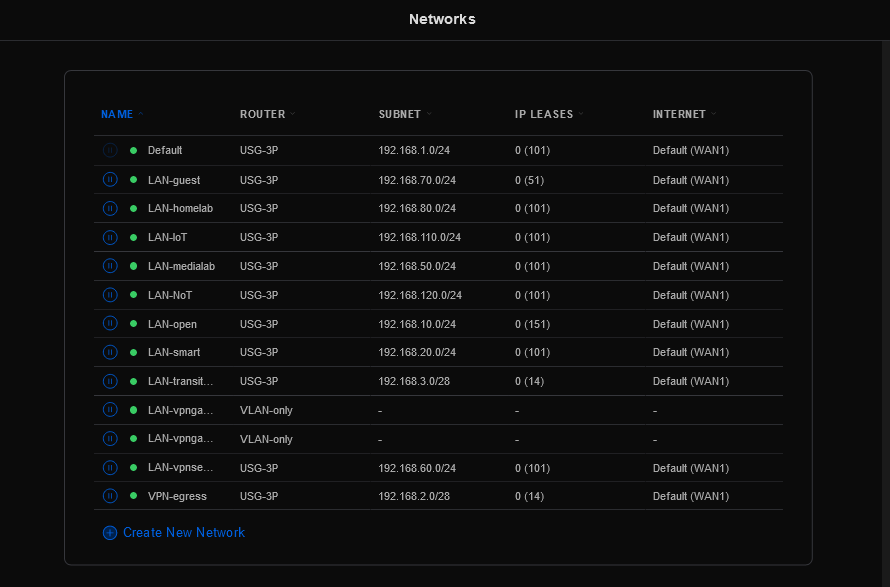 Networks
NAME ROUTER SUBNET IP LEASES INTERNET
Default USG-3P 192.168.1.0/24 0 (101) Default (WAN1)
LAN-guest USG-3P 192.168.70.0/24 0 (51) Default (WAN1)
LAN-homelab USG-3P 192.168.80.0/24 0 (101) Default (WAN1)
LAN-IoT USG-3P 192.168.110.0/24 0 (101) Default (WAN1)
LAN-medialab USG-3P 192.168.50.0/24 0 (101) Default (WAN1)
LAN-NoT USG-3P 192.168.120.0/24 0 (101) Default (WAN1)
LAN-open USG-3P 192.168.10.0/24 0 (151) Default (WAN1)
LAN-smart USG-3P 192.168.20.0/24 0 (101) Default (WAN1)
LAN-transit... USG-3P 192.168.3.0/28 0 (14) Default (WAN1)
LAN-vpnga... VLAN-only - - -
LAN-vpnga... VLAN-only - - -
LAN-vpnse... USG-3P 192.168.60.0/24 0 (101) Default (WAN1)
VPN-egress USG-3P 192.168.2.0/28 0 (14) Default (WAN1)
Create New Network